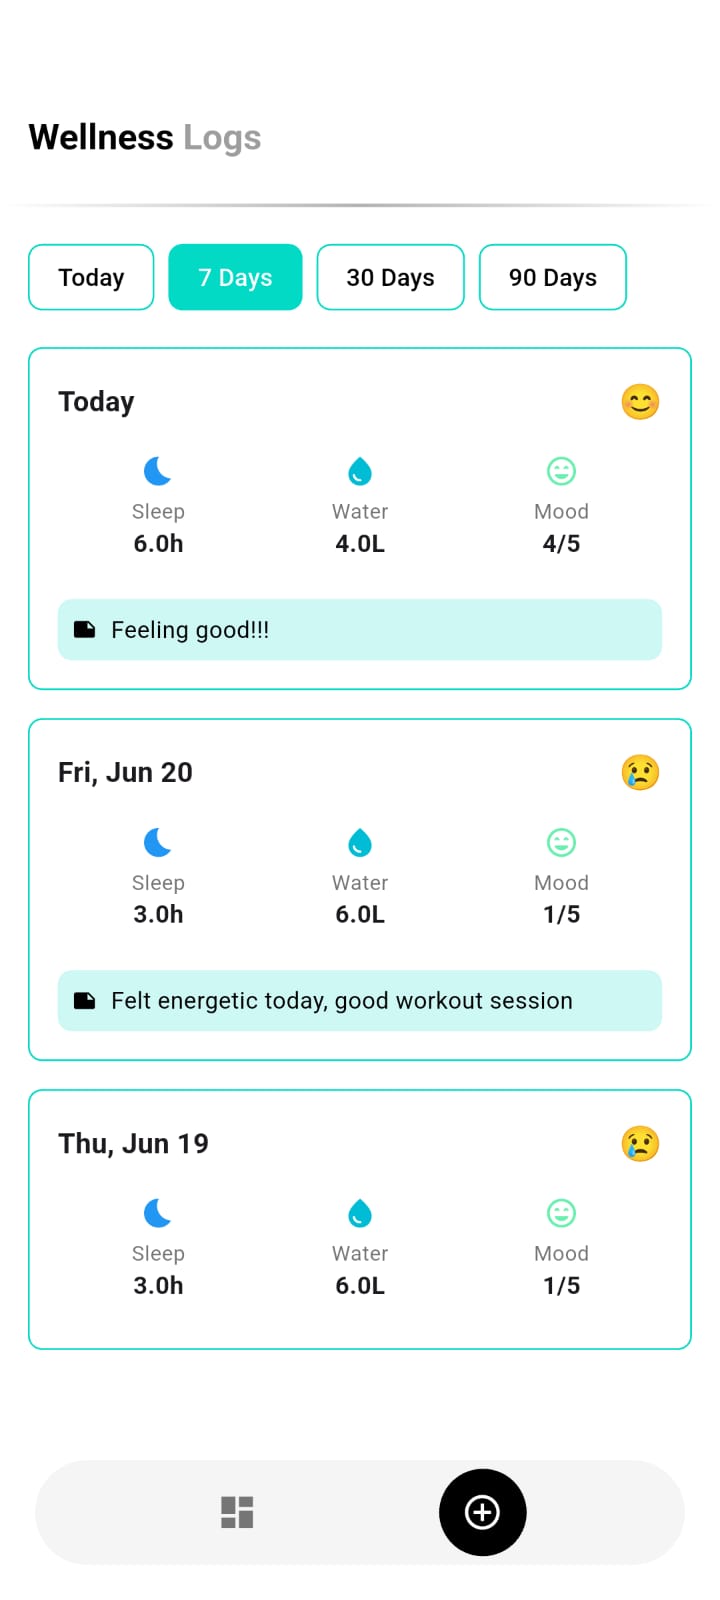 Wellness Logs
Today 7 Days 30 Days 90 Days
Today
Sleep Water Mood
6.0h 4.0L 4/5
Feeling good!!!
Fri, Jun 20
Sleep Water Mood
3.0h 6.0L 1/5
Felt energetic today, good workout session
Thu, Jun 19
Sleep Water Mood
3.0h 6.0L 1/5